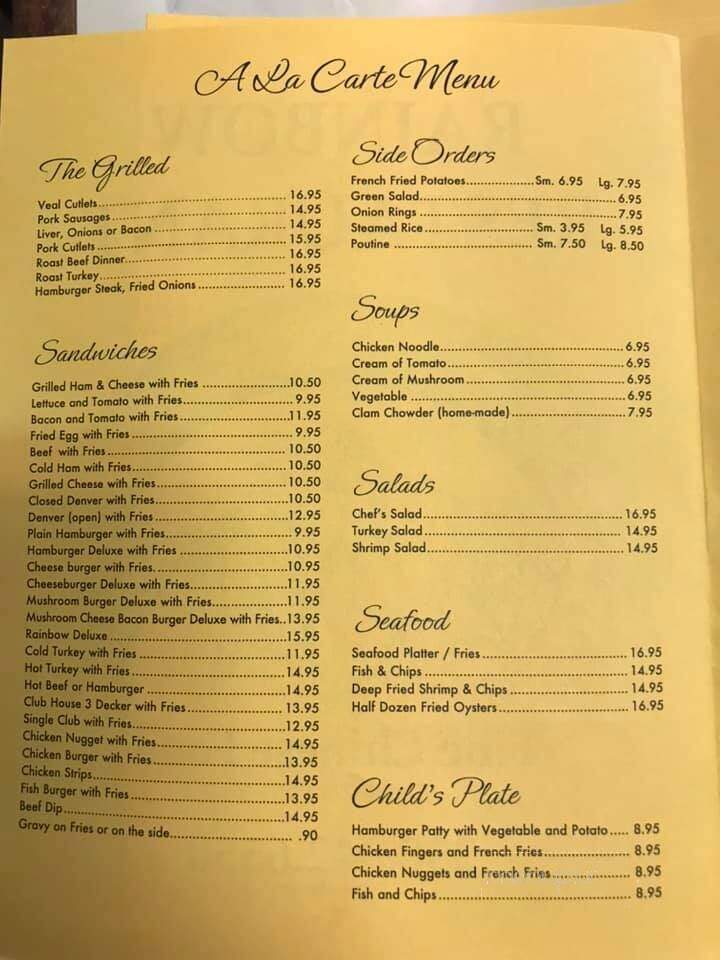 A La Carte Menu
The Grilled
Veal Cutlets 16.95
Pork Sausages 14.95
Liver, Onions or Bacon 14.95
Pork Cutlets 15.95
Roast Beef Dinner 16.95
Roast Turkey 16.95
Hamburger Steak, Fried Onions 16.95
Sandwiches
Grilled Ham & Cheese with Fries 10.50
Lettuce and Tomato with Fries 9.95
Bacon and Tomato with Fries 11.95
Fried Egg with Fries 9.95
Beef with Fries 10.50
Cold Ham with Fries 10.50
Grilled Cheese with Fries 10.50
Closed Denver with Fries 10.50
Denver (open) with Fries 12.95
Plain Hamburger with Fries 9.95
Hamburger Deluxe with Fries 10.95
Cheese burger with Fries. 10.95
Cheeseburger Deluxe with Fries 11.95
Mushroom Burger Deluxe with Fries 11.95
Mushroom Cheese Bacon Burger Deluxe with Fries 13.95
Rainbow Deluxe 15.95
Cold Turkey with Fries 11.95
Hot Turkey with Fries 14.95
Hot Beef or Hamburger 14.95
Club House 3 Decker with Fries 13.95
Single Club with Fries 12.95
Chicken Nugget with Fries 14.95
Chicken Burger with Fries 13.95
Chicken Strips 14.95
Fish Burger with Fries 13.95
Beef Dip 14.95
Gravy on Fries or on the side .90
Side Orders
French Fried Potatoes Sm. 6.95 Lg. 7.95
Green Salad 6.95
Onion Rings 7.95
Steamed Rice Sm. 3.95 Lg. 5.95
Poutine Sm. 7.50 Lg. 8.50
Soups
Chicken Noodle 6.95
Cream of Tomato 6.95
Cream of Mushroom 6.95
Vegetable 6.95
Clam Chowder (home-made) 7.95
Salads
Chef's Salad 16.95
Turkey Salad 14.95
Shrimp Salad 14.95
Seafood
Seafood Platter / Fries 16.95
Fish & Chips 14.95
Deep Fried Shrimp & Chips 14.95
Half Dozen Fried Oysters 16.95
Child's Plate
Hamburger Patty with Vegetable and Potato 8.95
Chicken Fingers and French Fries 8.95
Chicken Nuggets and French Fries 8.95
Fish and Chips 8.95